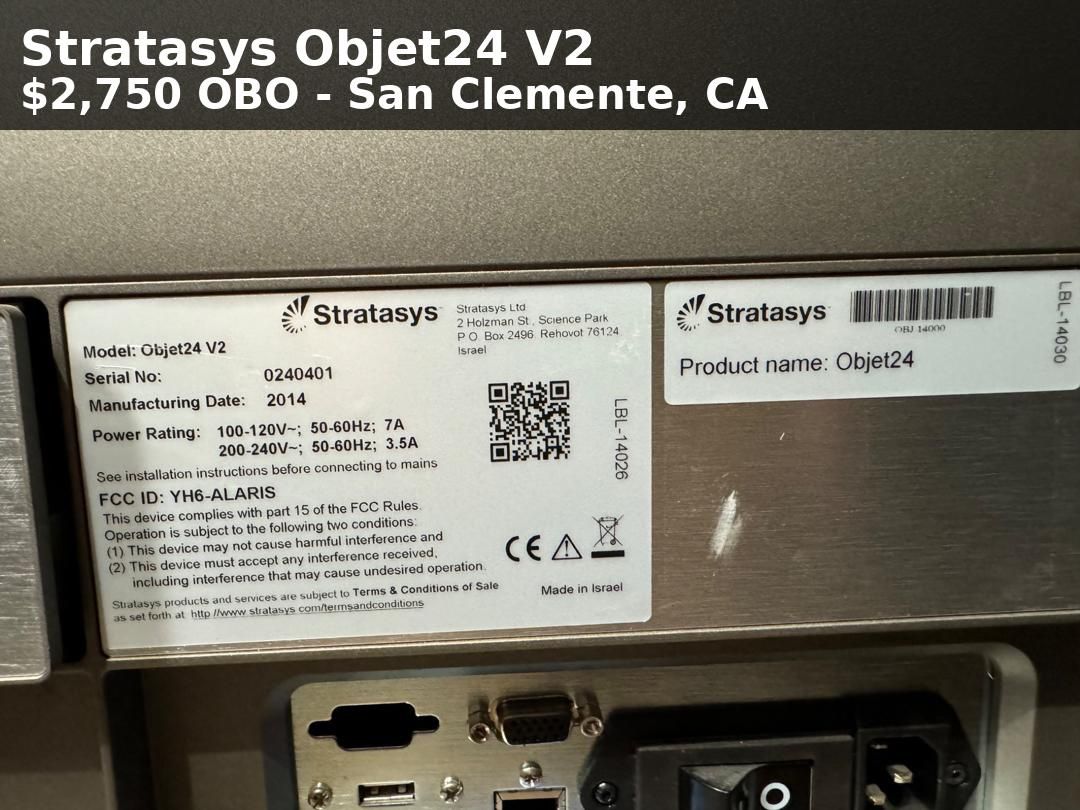 Stratasys Objet24 V2
$2,750 OBO - San Clemente, CA
Stratasys
Stratasys Ltd
2 Holzman St., Science Park
P O. Box 2496 Rehovot 76124
Israel
Model: Objet24 V2
Serial No: 0240401
Manufacturing Date: 2014
Power Rating: 100-120V~; 50-60Hz; 7A
200-240V~; 50-60Hz; 3.5A
See installation instructions before connecting to mains
FCC ID: YH6-ALARIS
This device complies with part 15 of the FCC Rules.
Operation is subject to the following two conditions:
(1) This device may not cause harmful interference and
(2) This device must accept any interference received,
including interference that may cause undesired operation.
Stratasys products and services are subject to Terms & Conditions of Sale
as set forth at http://www.stratasys com/termsandconditions
LBL-14026
CE
Made in Israel
Stratasys
OBJ 14000
Product name: Objet24
LBL-14030
O